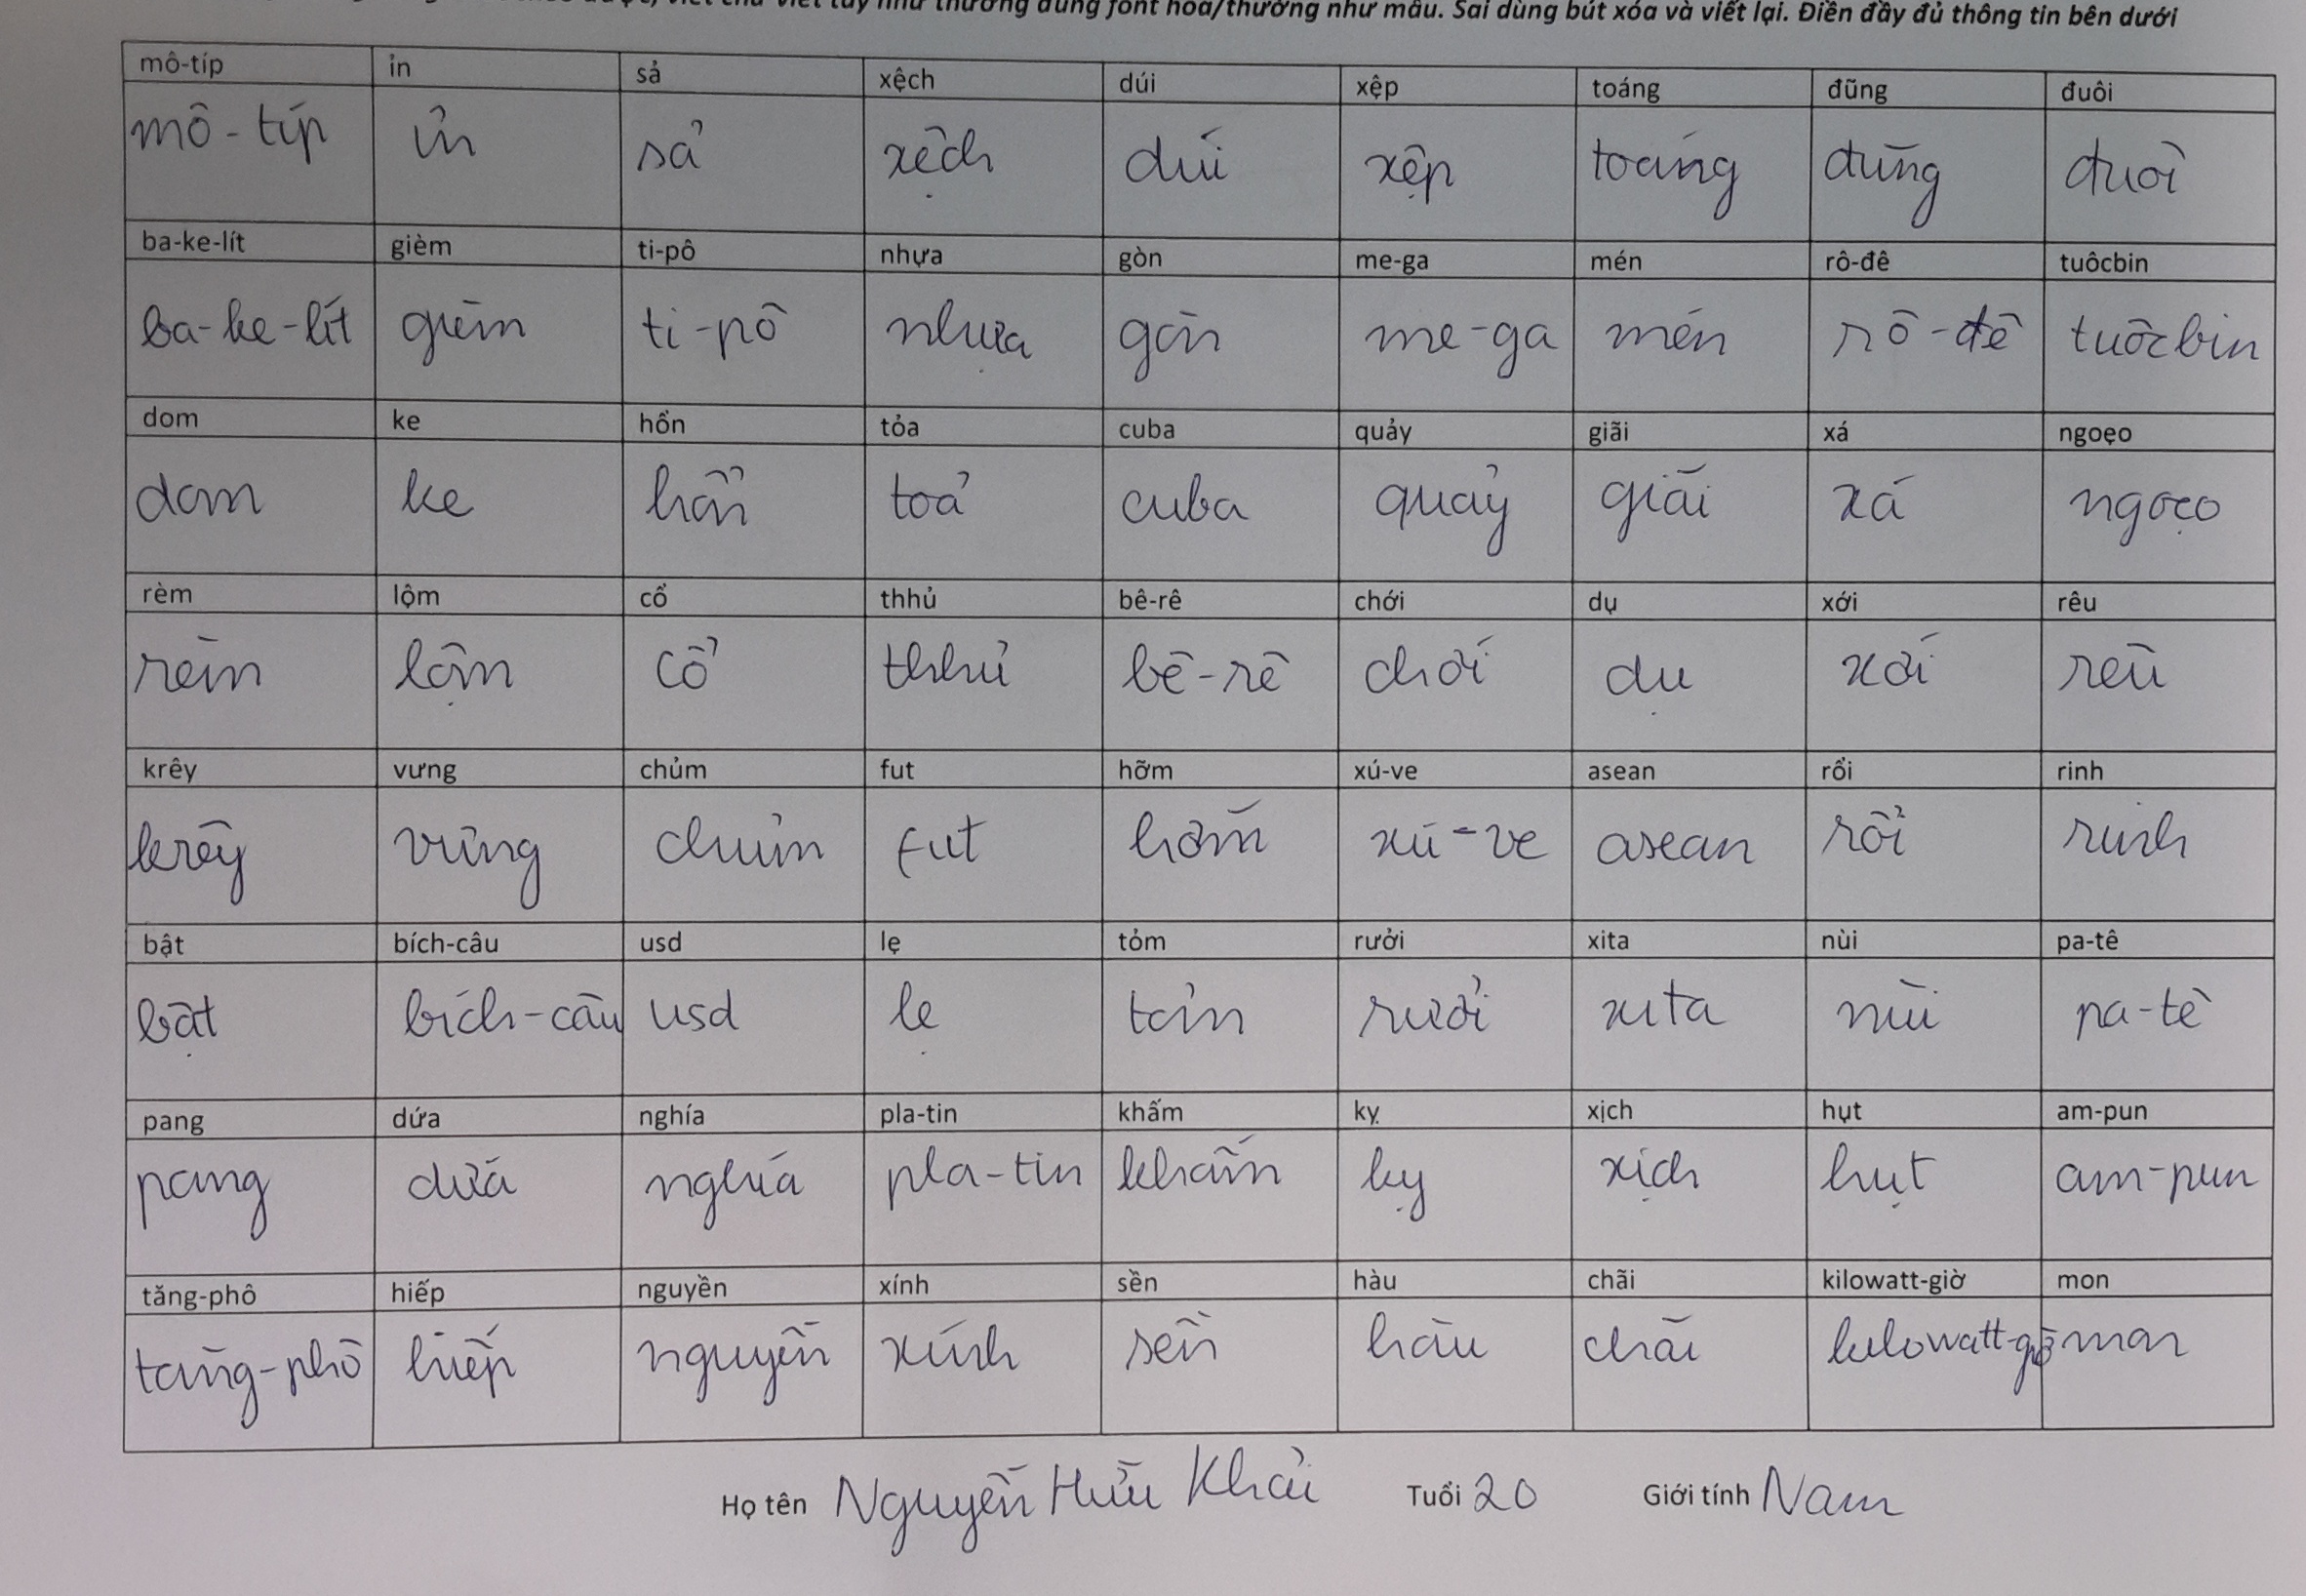 viết chữ viết tay như thường dùng font hoa/thường như mẫu. Sai dùng bút xóa và viết lại. Điền đầy đủ thông tin bên dưới
mô-típ ỉn sả xệch dúi xệp toáng đũng đuôi
mô-típ ỉn sả xệch dúi xệp toáng đũng đuôi
ba-ke-lít gièm ti-pô nhựa gòn me-ga mén rô-đê tuôcbin
ba-ke-lít gièm ti-pô nhựa gòn me-ga mén rô-đê tuôcbin
dom ke hổn tỏa cuba quảy giãi xá ngoẹo
dom ke hổn toả cuba quảy giãi xá ngoẹo
rèm lộm cổ thhủ bê-rê chới dụ xới rêu
rèm lộm cổ thhủ bê-rê chới dụ xới rêu
krêy vưng chủm fut hỡm xú-ve asean rổi rinh
krêy vưng chủm fut hỡm xú-ve asean rổi rinh
bật bích-câu usd lẹ tỏm rưởi xita nùi pa-tê
bật bích-câu usd lẹ tỏm rưởi xita nùi pa-tê
pang dứa nghía pla-tin khấm kỵ xịch hụt am-pun
pang dứa nghía pla-tin khấm kỵ xịch hụt am-pun
tăng-phô hiếp nguyền xính sền hàu chãi kilowatt-giờ mon
tăng-phô hiếp nguyền xính sền hàu chãi kilowatt-giờ mon
Họ tên Nguyễn Hữu Khải Tuổi 20 Giới tính Nam